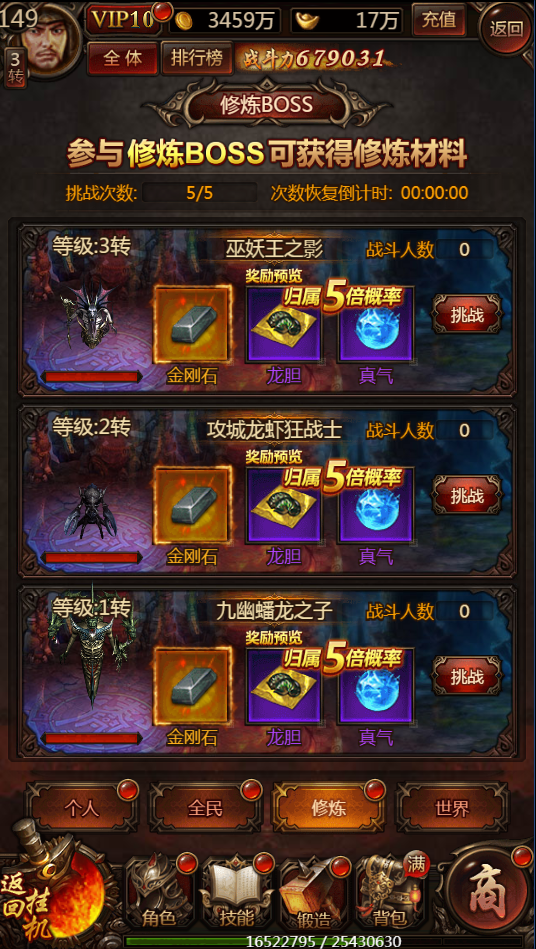 149
VIP10
3459万
17万
充值
返回
3转
全体
排行榜
战斗力679031
修炼BOSS
参与修炼BOSS可获得修炼材料
挑战次数:
5/5
次数恢复倒计时: 00:00:00
等级:3转
巫妖王之影
战斗人数
0
奖励预览
归属5倍概率
金刚石
龙胆
真气
挑战
等级:2转
攻城龙虾狂战士
战斗人数
0
奖励预览
归属5倍概率
金刚石
龙胆
真气
挑战
等级:1转
九幽蟠龙之子
战斗人数
0
奖励预览
归属5倍概率
金刚石
龙胆
真气
挑战
个人
全民
修炼
世界
返回挂机
角色
技能
锻造
背包
满
商
16522795 / 25430630